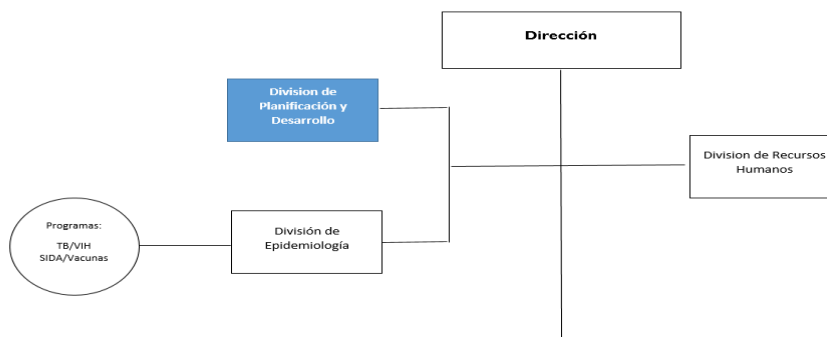 Dirección
Division de
Planificación y
Desarrollo
Division de Recursos
Humanos
Programas:
TB/VIH
SIDA/Vacunas
División de
Epidemiología